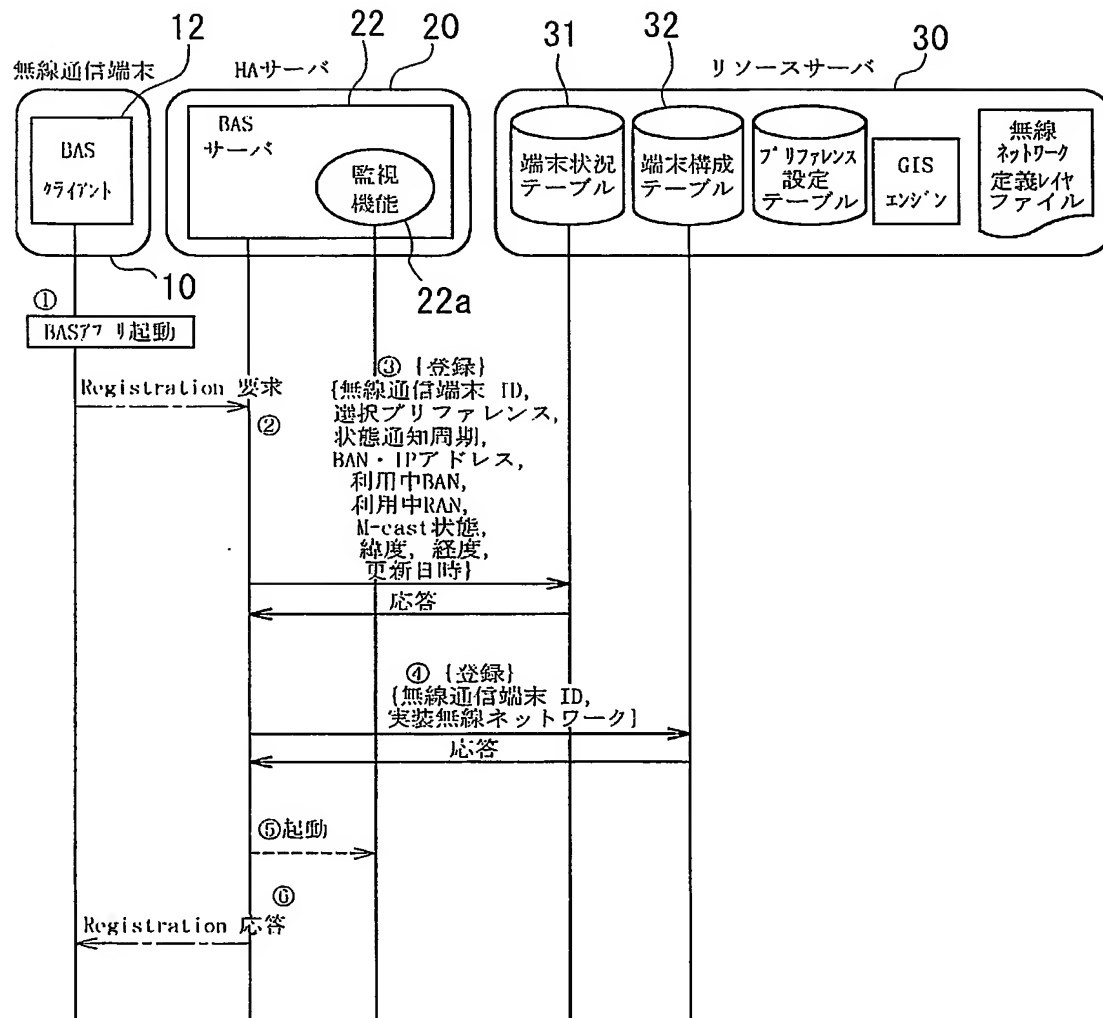 12
22
20
31
32
30
無線通信端末
HAサーバ
リソースサーバ
BAS
クライアント
BAS
サーバ
監視
機能
端末状況
テーブル
端末構成
テーブル
プリファレンス
設定
テーブル
GIS
エンジン
無線
ネットワーク
定義レイヤ
ファイル
10
22a
①
BASアプリ起動
Registration 要求
②
③ {登録}
{無線通信端末 ID,
選択プリファレンス,
状態通知周期,
BAN・IPアドレス,
利用中BAN,
利用中RAN,
M-cast状態,
緯度, 経度,
更新日時}
応答
④ {登録}
{無線通信端末 ID,
実装無線ネットワーク}
応答
⑤起動
⑥
Registration 応答